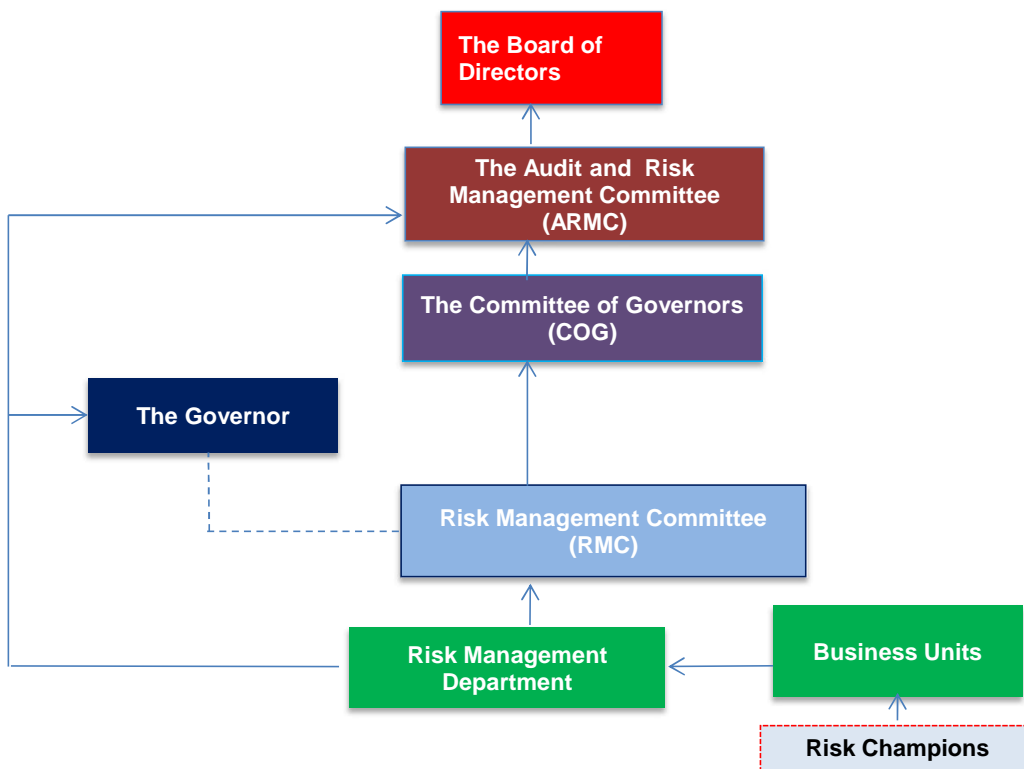 The Board of
Directors
The Audit and Risk
Management Committee
(ARMC)
The Committee of Governors
(COG)
The Governor
Risk Management Committee
(RMC)
Risk Management
Department
Business Units
Risk Champions